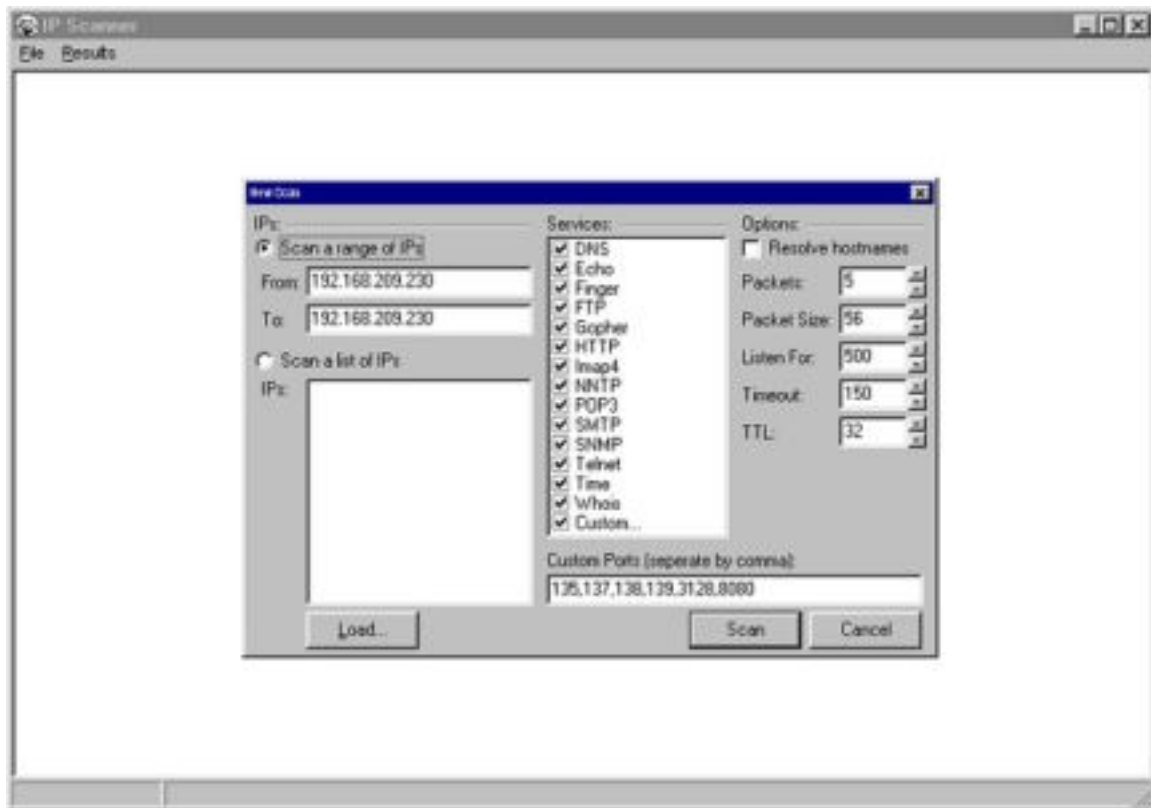 IP Scanner
File Results
New Scan
IPs:
Scan a range of IPs
From: 192.168.209.230
To: 192.168.209.230
Scan a list of IPs
IPs:
Load...
Services:
DNS
Echo
Finger
FTP
Gopher
HTTP
Imap4
NNTP
POP3
SMTP
SNMP
Telnet
Time
Whois
Custom...
Options:
Resolve hostnames
Packets: 5
Packet Size: 56
Listen For: 500
Timeout: 150
TTL: 32
Custom Ports (seperate by comma):
135,137,138,139,3128,8080
Scan
Cancel